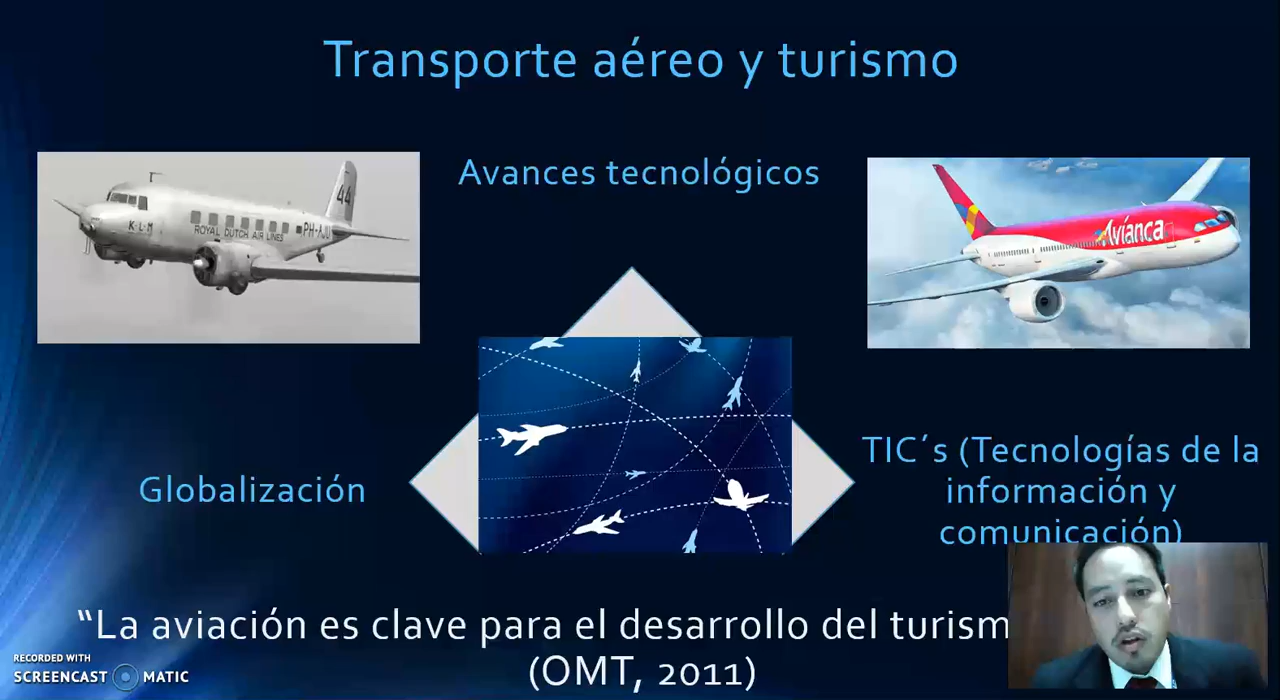 Transporte aéreo y turismo
Avances tecnológicos
44
K L M
ROYAL DUTCH AIR LINES
PH-AJU
Avianca
Globalización
TIC´s (Tecnologías de la
información y
comunicación)
“La aviación es clave para el desarrollo del turism
(OMT, 2011)
RECORDED WITH
SCREENCAST MATIC